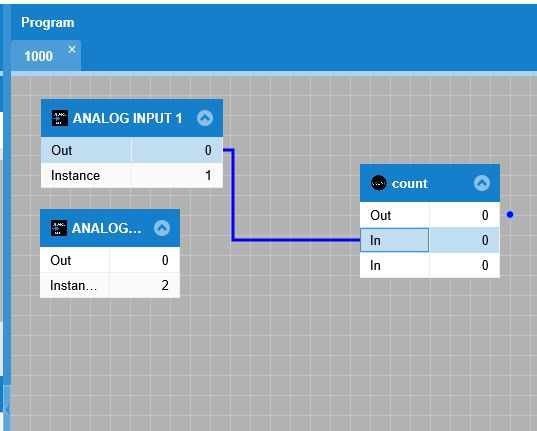 Program
1000 ×
ANALOG INPUT 1
Out 0
Instance 1
ANALOG...
Out 0
Instan... 2
count
Out 0
In 0
In 0